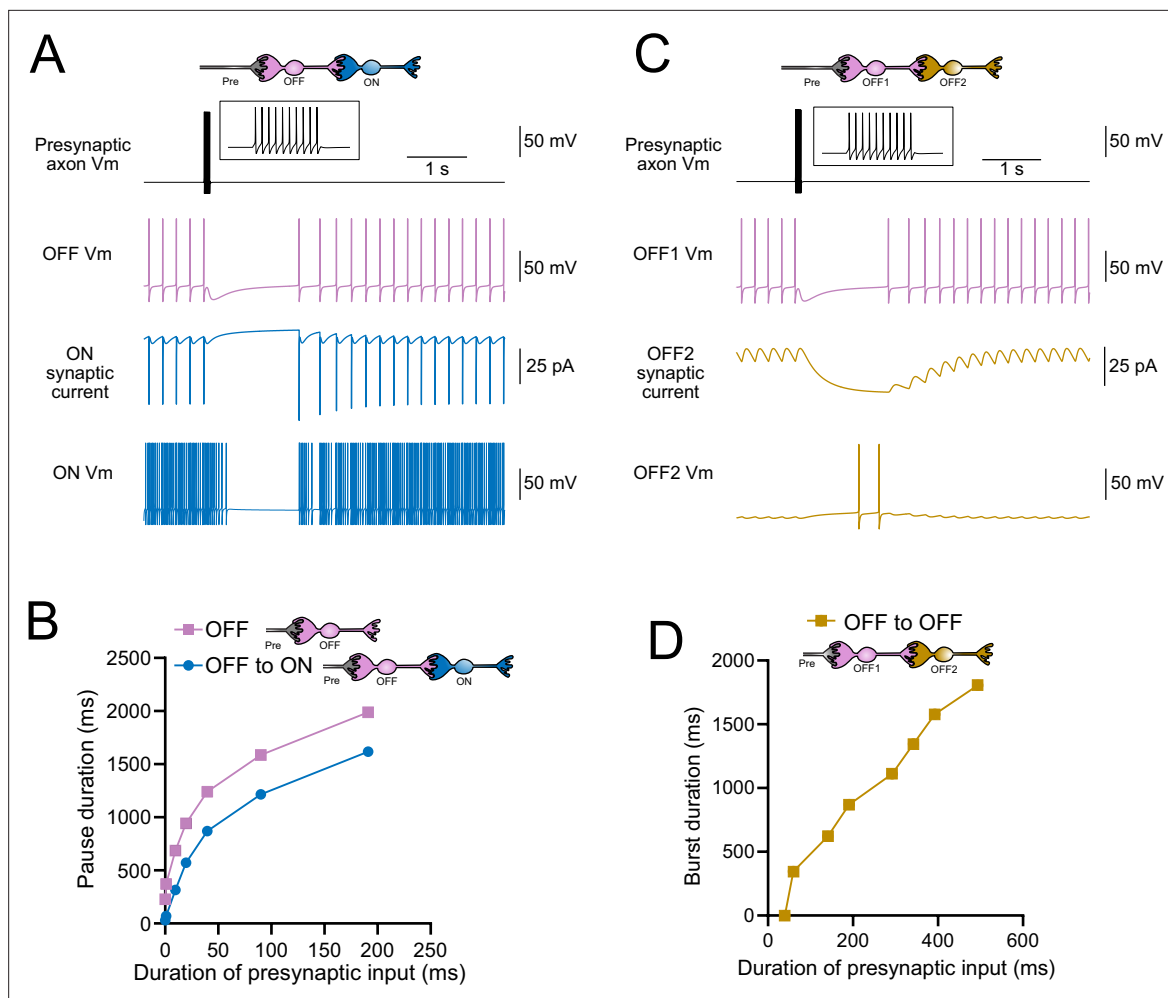 A
Pre
OFF
ON
Presynaptic
axon Vm
50 mV
1 s
OFF Vm
50 mV
ON
synaptic
current
25 pA
ON Vm
50 mV
C
Pre
OFF1
OFF2
Presynaptic
axon Vm
50 mV
1 s
OFF1 Vm
50 mV
OFF2
synaptic
current
25 pA
OFF2 Vm
50 mV
B
OFF
Pre
OFF
OFF to ON
Pre
OFF
ON
Pause duration (ms)
2500
2000
1500
1000
500
0
0 50 100 150 200 250
Duration of presynaptic input (ms)
D
OFF to OFF
Pre
OFF1
OFF2
Burst duration (ms)
2000
1500
1000
500
0
0 200 400 600
Duration of presynaptic input (ms)